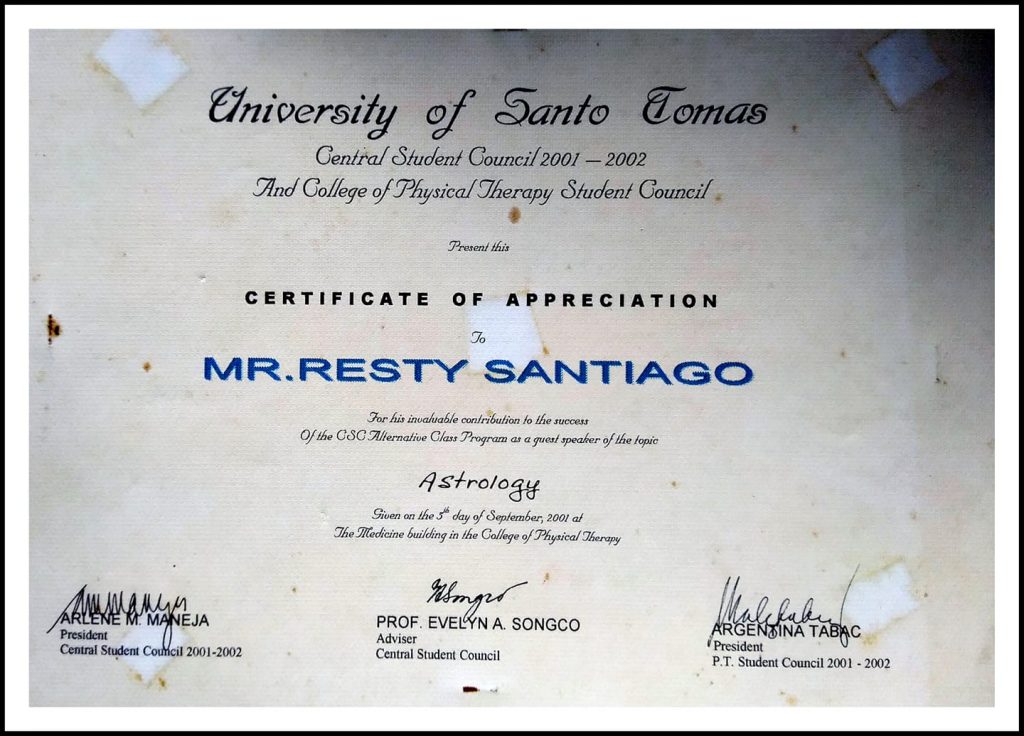 University of Santo Tomas
Central Student Council 2001 – 2002
And College of Physical Therapy Student Council
Present this
CERTIFICATE OF APPRECIATION
To
MR.RESTY SANTIAGO
For his invaluable contribution to the success
Of the CSC Alternative Class Program as a guest speaker of the topic
Astrology
Given on the 5th day of September, 2001 at
The Medicine building in the College of Physical Therapy
ARLENE M. MANEJA
President
Central Student Council 2001-2002
PROF. EVELYN A. SONGCO
Adviser
Central Student Council
ARGENTINA TABAC
President
P.T. Student Council 2001 - 2002